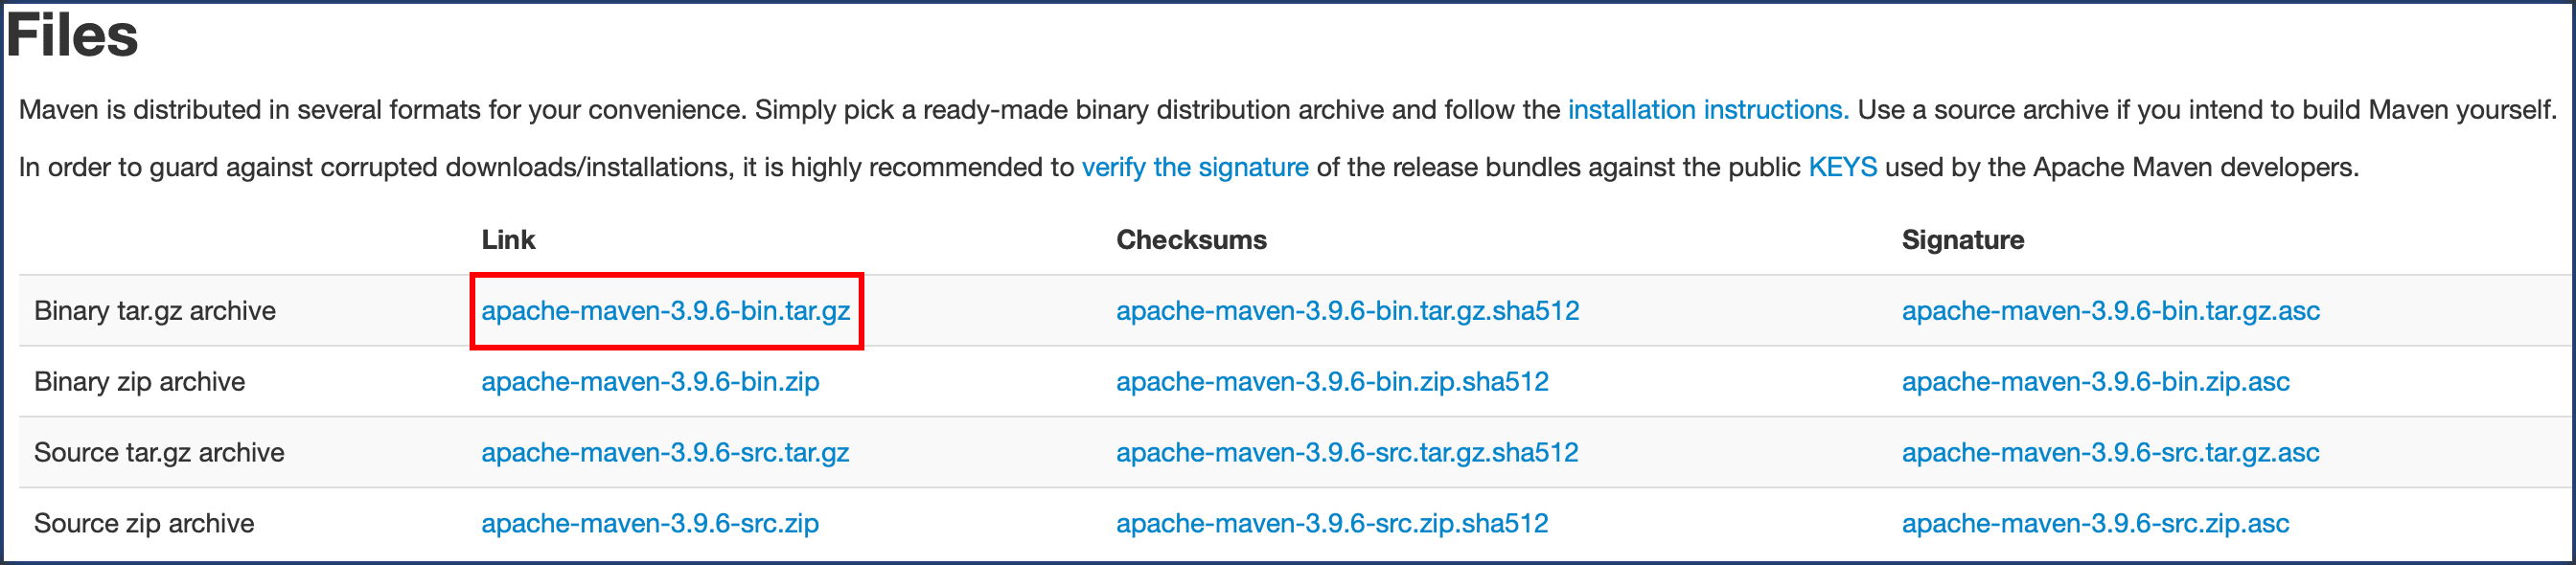 Files
Maven is distributed in several formats for your convenience. Simply pick a ready-made binary distribution archive and follow the installation instructions. Use a source archive if you intend to build Maven yourself.
In order to guard against corrupted downloads/installations, it is highly recommended to verify the signature of the release bundles against the public KEYS used by the Apache Maven developers.
Link Checksums Signature
Binary tar.gz archive apache-maven-3.9.6-bin.tar.gz apache-maven-3.9.6-bin.tar.gz.sha512 apache-maven-3.9.6-bin.tar.gz.asc
Binary zip archive apache-maven-3.9.6-bin.zip apache-maven-3.9.6-bin.zip.sha512 apache-maven-3.9.6-bin.zip.asc
Source tar.gz archive apache-maven-3.9.6-src.tar.gz apache-maven-3.9.6-src.tar.gz.sha512 apache-maven-3.9.6-src.tar.gz.asc
Source zip archive apache-maven-3.9.6-src.zip apache-maven-3.9.6-src.zip.sha512 apache-maven-3.9.6-src.zip.asc